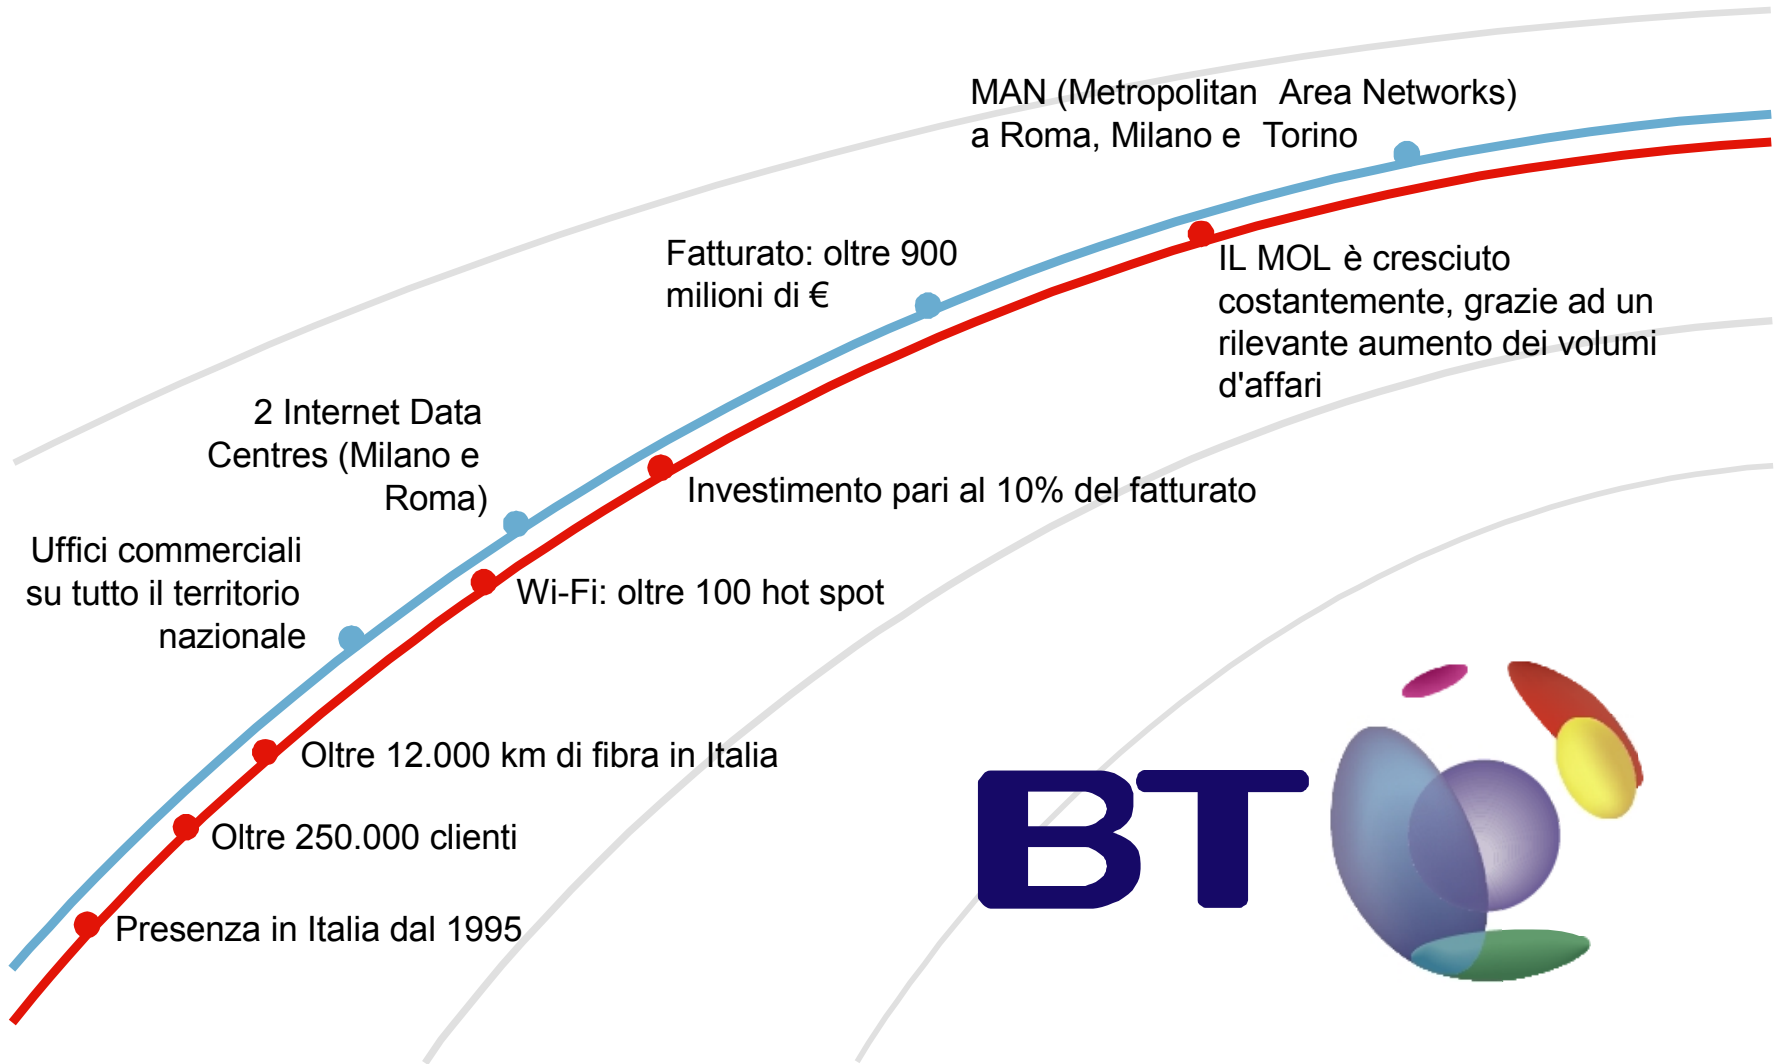 MAN (Metropolitan Area Networks)
a Roma, Milano e Torino
Fatturato: oltre 900
milioni di €
IL MOL è cresciuto
costantemente, grazie ad un
rilevante aumento dei volumi
d'affari
2 Internet Data
Centres (Milano e
Roma)
Investimento pari al 10% del fatturato
Uffici commerciali
su tutto il territorio
nazionale
Wi-Fi: oltre 100 hot spot
Oltre 12.000 km di fibra in Italia
Oltre 250.000 clienti
Presenza in Italia dal 1995
BT